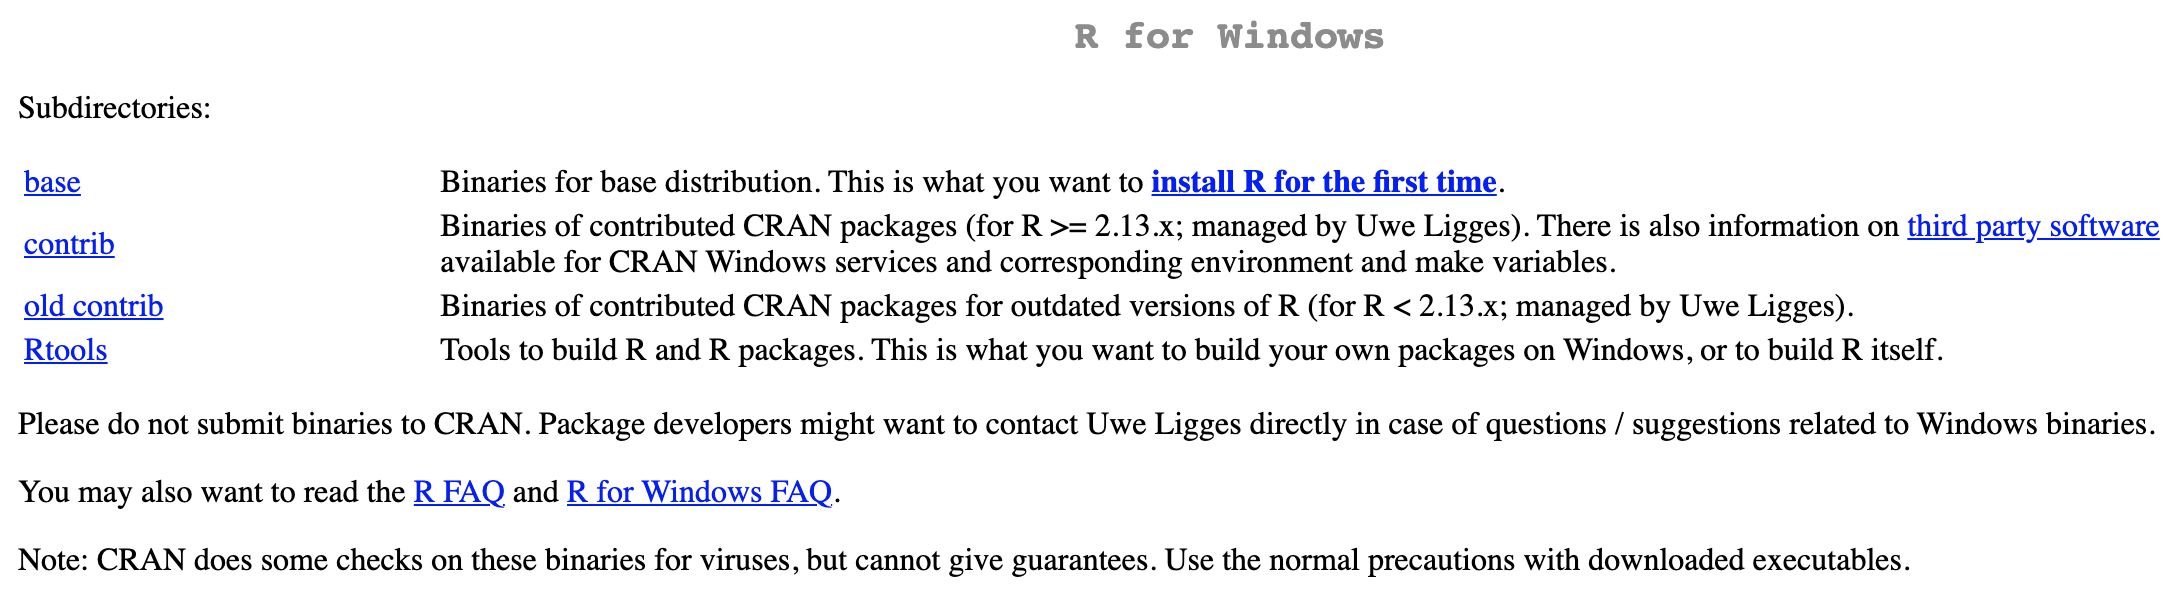 R for Windows
Subdirectories:
base Binaries for base distribution. This is what you want to install R for the first time.
contrib Binaries of contributed CRAN packages (for R >= 2.13.x; managed by Uwe Ligges). There is also information on third party software
available for CRAN Windows services and corresponding environment and make variables.
old contrib Binaries of contributed CRAN packages for outdated versions of R (for R < 2.13.x; managed by Uwe Ligges).
Rtools Tools to build R and R packages. This is what you want to build your own packages on Windows, or to build R itself.
Please do not submit binaries to CRAN. Package developers might want to contact Uwe Ligges directly in case of questions / suggestions related to Windows binaries.
You may also want to read the R FAQ and R for Windows FAQ.
Note: CRAN does some checks on these binaries for viruses, but cannot give guarantees. Use the normal precautions with downloaded executables.